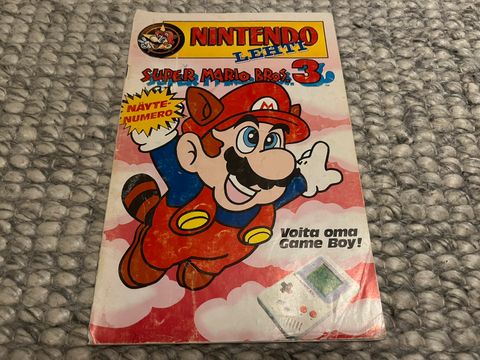 NINTENDO
LEHTI
SUPER MARIO BROS. 3
NÄYTE-
NUMERO
M
Voita oma
Game Boy!